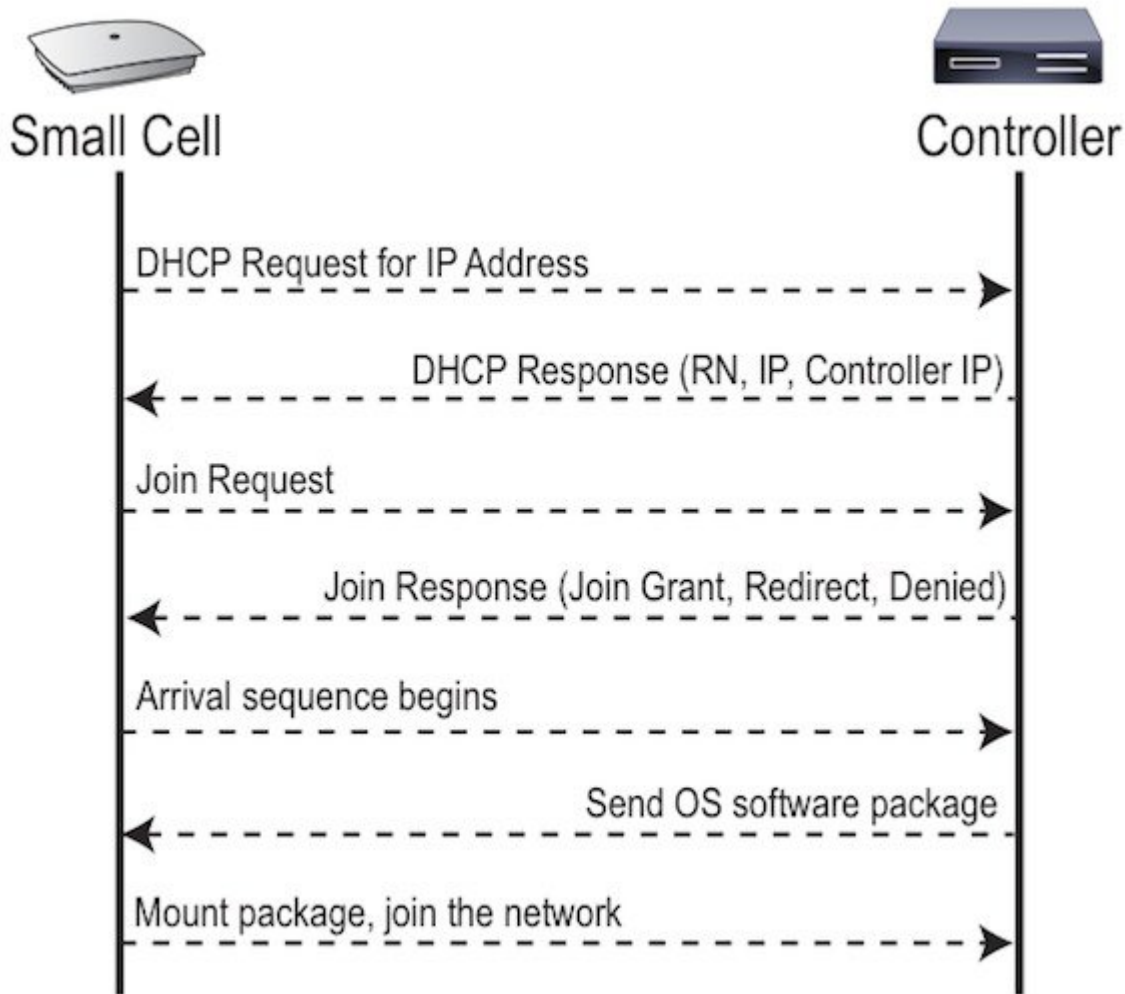 Small Cell
Controller
DHCP Request for IP Address
DHCP Response (RN, IP, Controller IP)
Join Request
Join Response (Join Grant, Redirect, Denied)
Arrival sequence begins
Send OS software package
Mount package, join the network